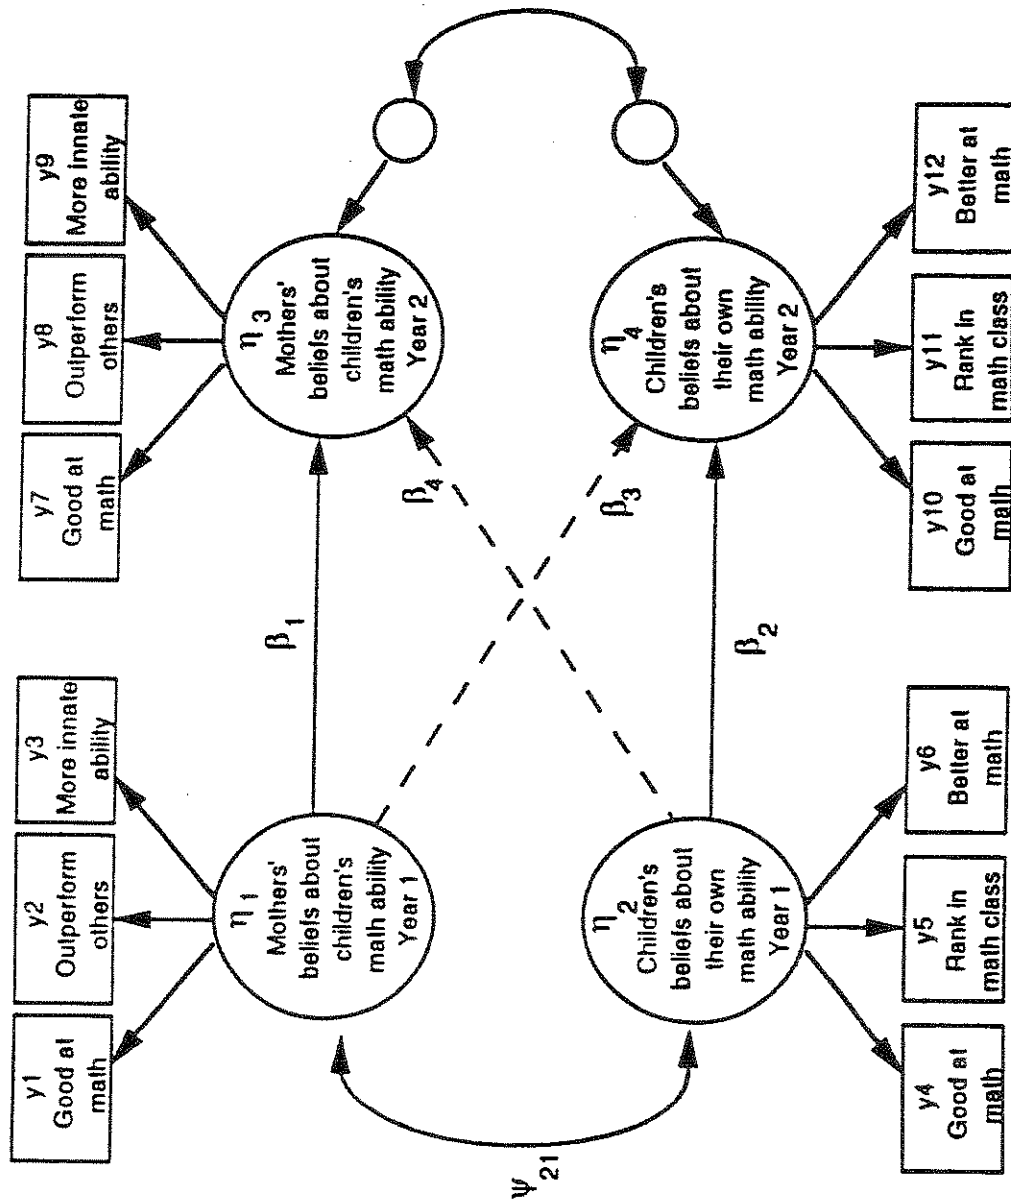 y1
Good at
math
y2
Outperform
others
y3
More innate
ability
y7
Good at
math
y8
Outperform
others
y9
More innate
ability
η1
Mothers'
beliefs about
children's
math ability
Year 1
β1
η3
Mothers'
beliefs about
children's
math ability
Year 2
β4
ψ21
β3
η2
Children's
beliefs about
their own
math ability
Year 1
β2
η4
Children's
beliefs about
their own
math ability
Year 2
y4
Good at
math
y5
Rank in
math class
y6
Better at
math
y10
Good at
math
y11
Rank in
math class
y12
Better at
math